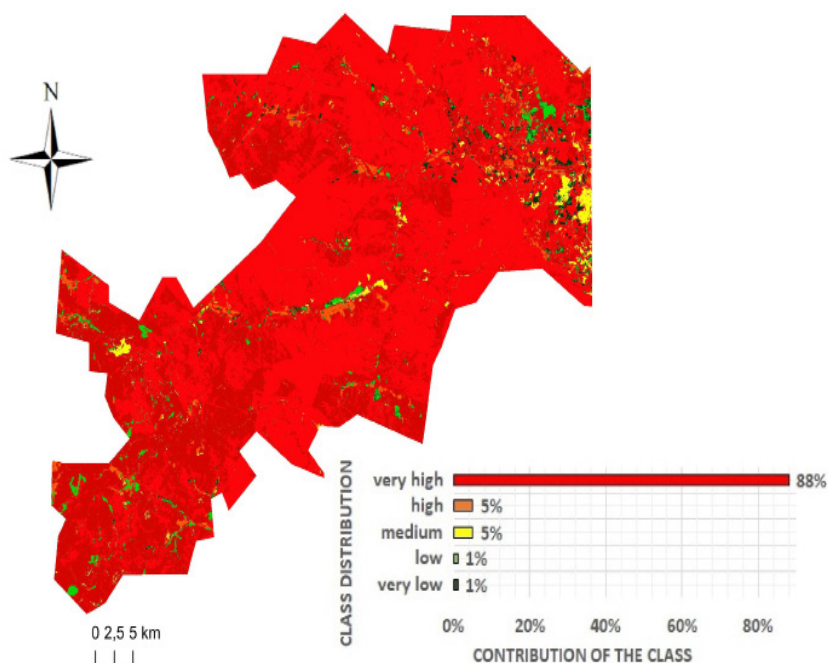 N
very high 88%
high 5%
medium 5%
low 1%
very low 1%
CLASS DISTRIBUTION
0% 20% 40% 60% 80%
CONTRIBUTION OF THE CLASS
0 2,5 5 km